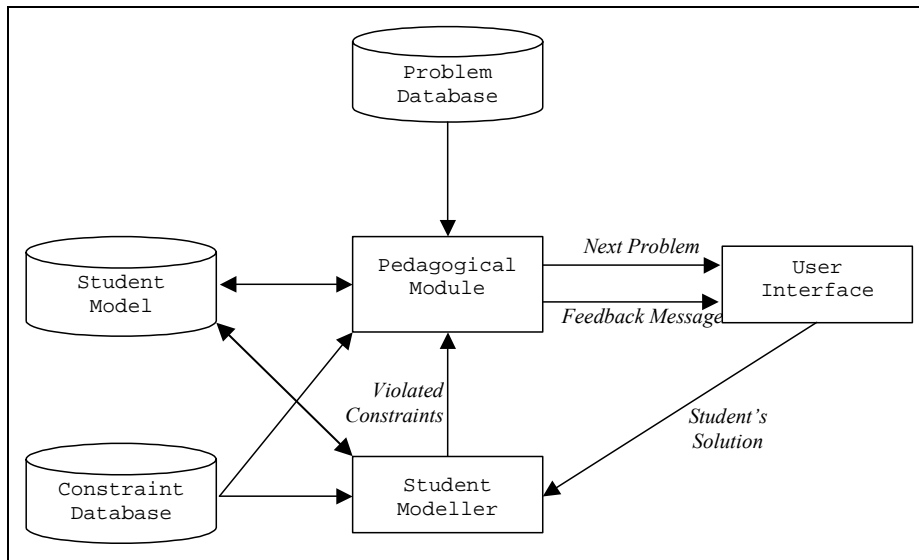 Problem
Database
Student
Model
Pedagogical
Module
Next Problem
Feedback Message
User
Interface
Violated
Constraints
Student’s
Solution
Constraint
Database
Student
Modeller